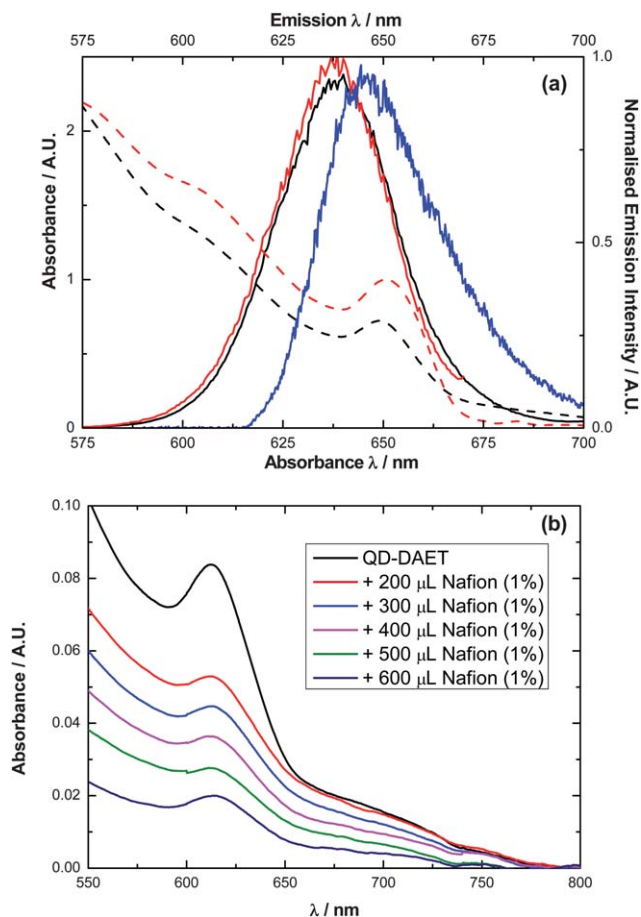 Emission λ / nm
575 600 625 650 675 700
(a)
2
1
0
Absorbance / A.U.
1.0
0.5
0.0
Normalised Emission Intensity / A.U.
575 600 625 650 675 700
Absorbance λ / nm
(b)
0.10
0.08
0.06
0.04
0.02
0.00
Absorbance / A.U.
QD-DAET
+ 200 μL Nafion (1%)
+ 300 μL Nafion (1%)
+ 400 μL Nafion (1%)
+ 500 μL Nafion (1%)
+ 600 μL Nafion (1%)
550 600 650 700 750 800
λ / nm